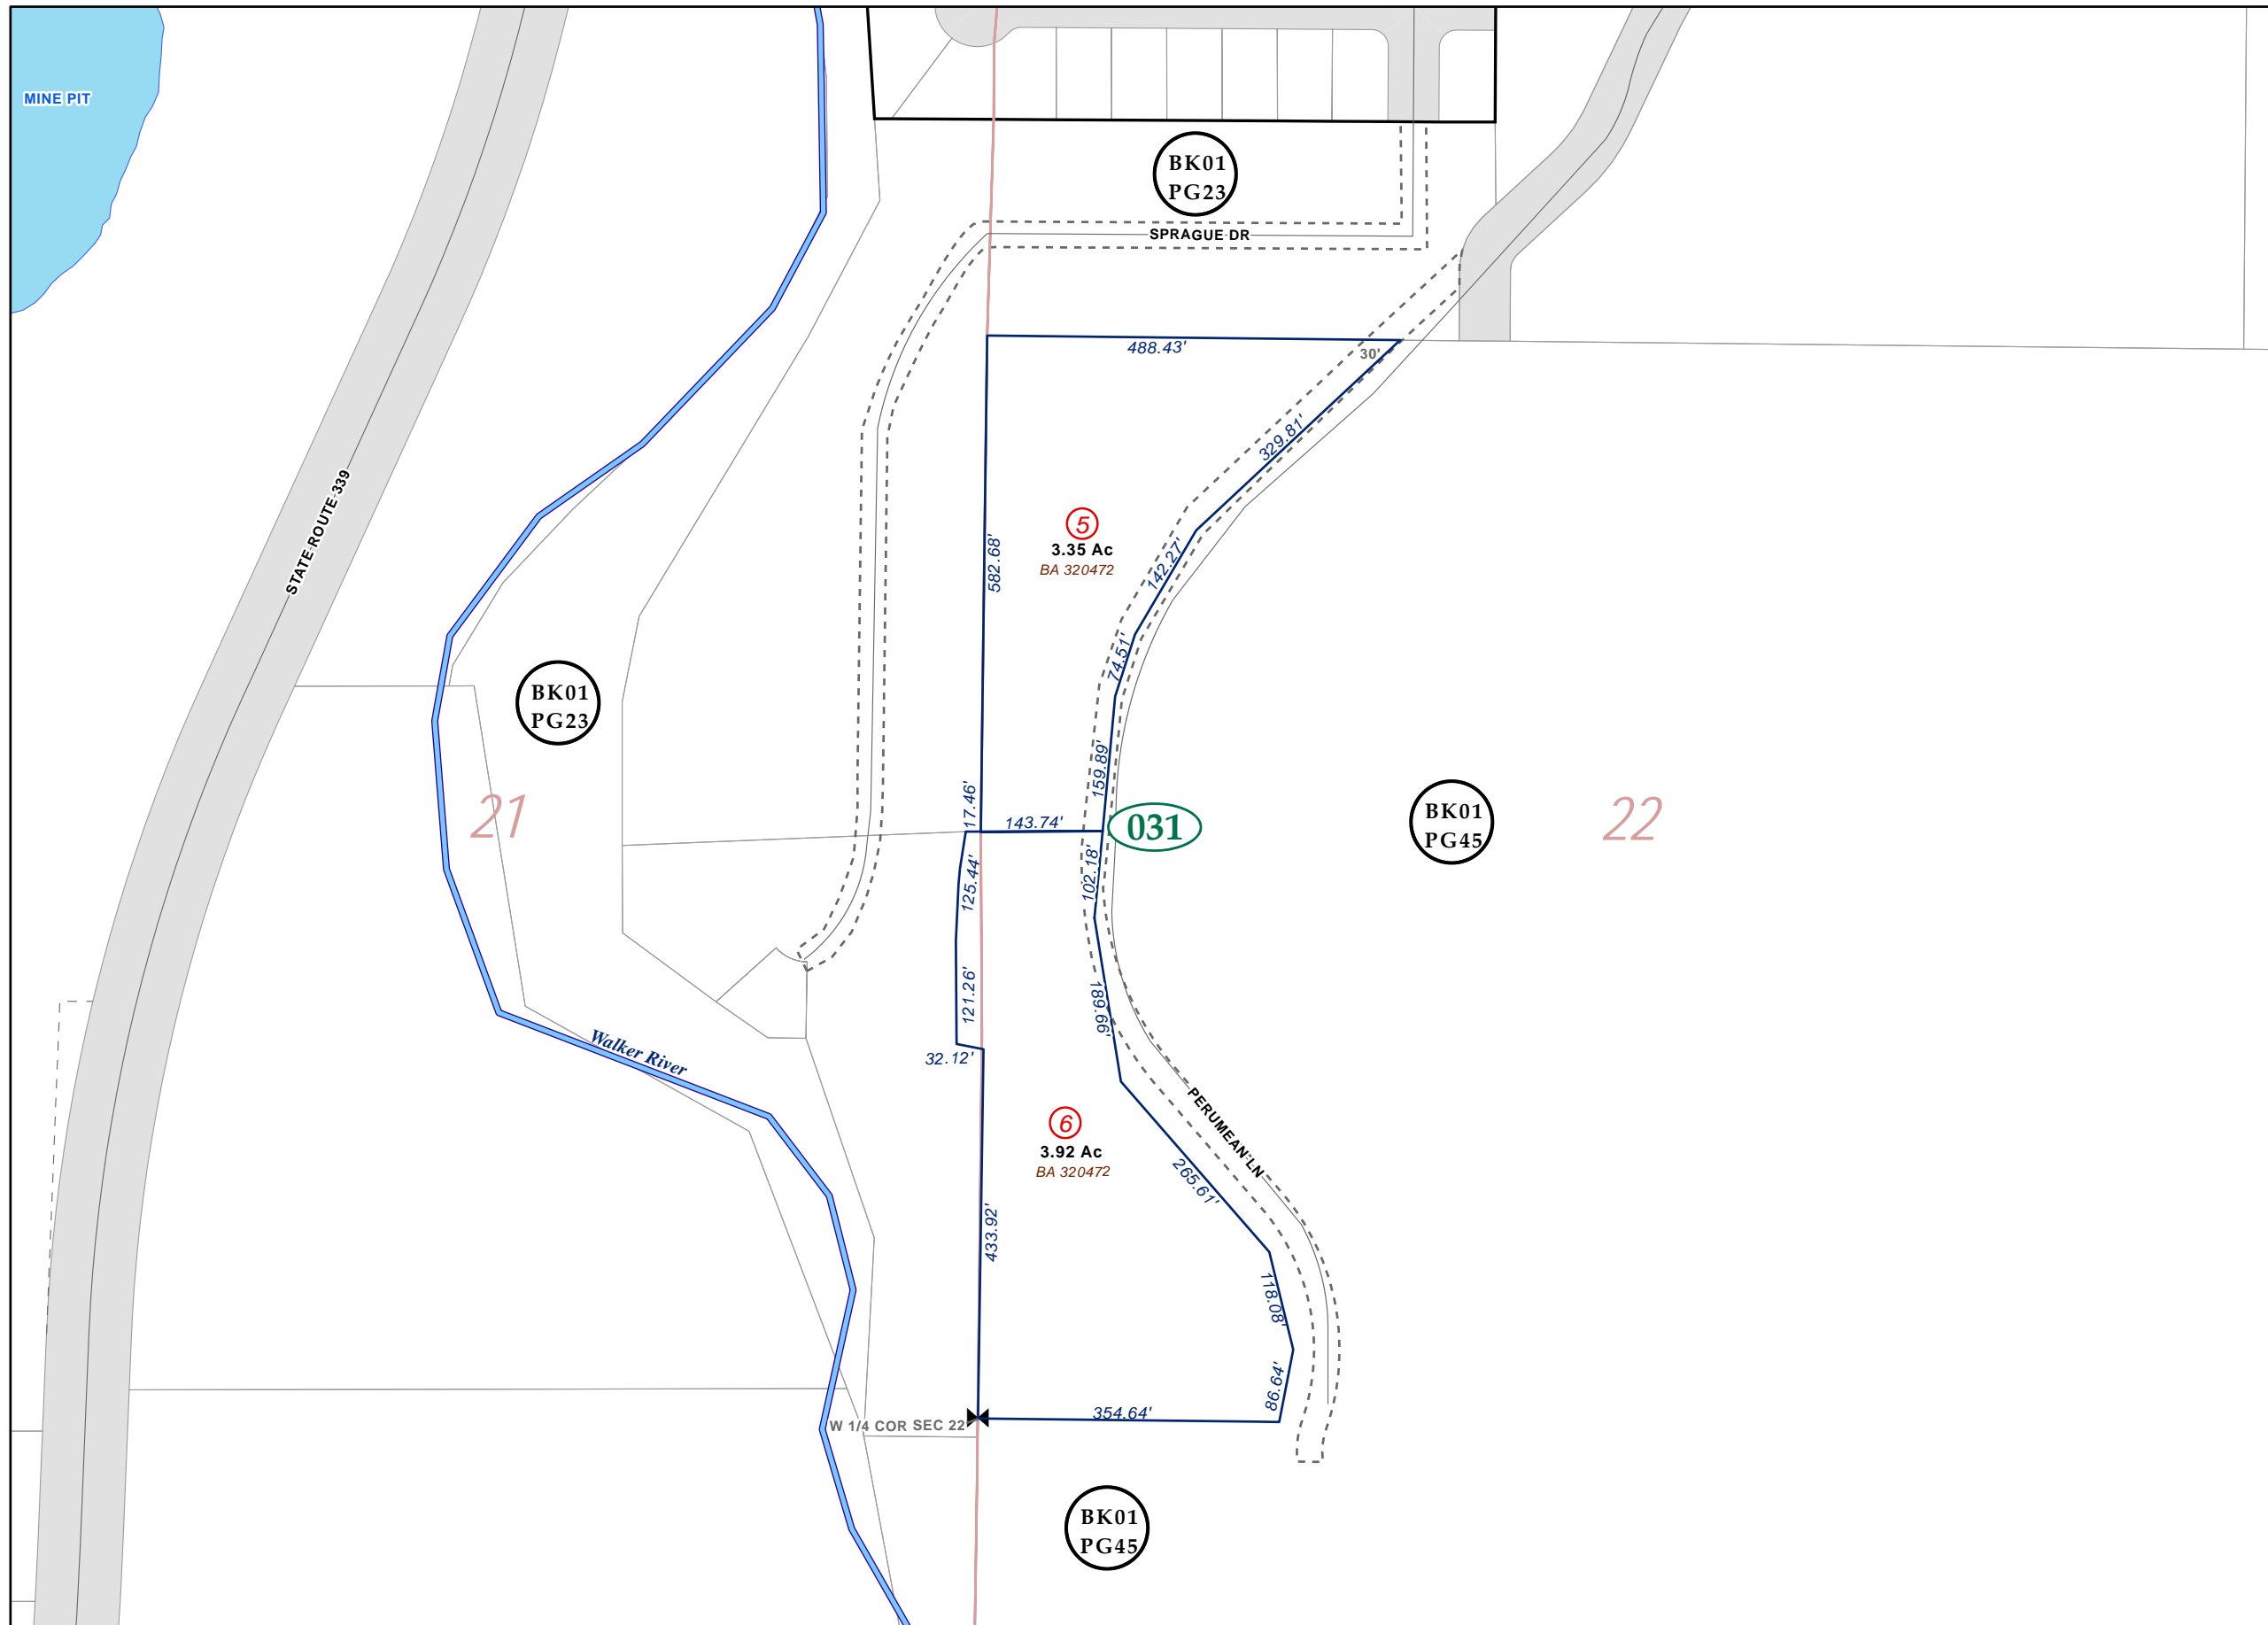 MINE PIT
BK01
PG23
SPRAGUE DR
488.43'
30'
329.81'
STATE ROUTE 339
582.68'
5
3.35 Ac
BA 320472
142.27'
74.51'
BK01
PG23
159.89'
21
17.46'
143.74'
031
BK01
PG45
22
125.44'
102.18'
121.26'
189.66'
Walker River
32.12'
6
3.92 Ac
BA 320472
PERUMEAN LN
265.61'
433.92'
118.08'
86.64'
354.64'
W 1/4 COR SEC 22
BK01
PG45